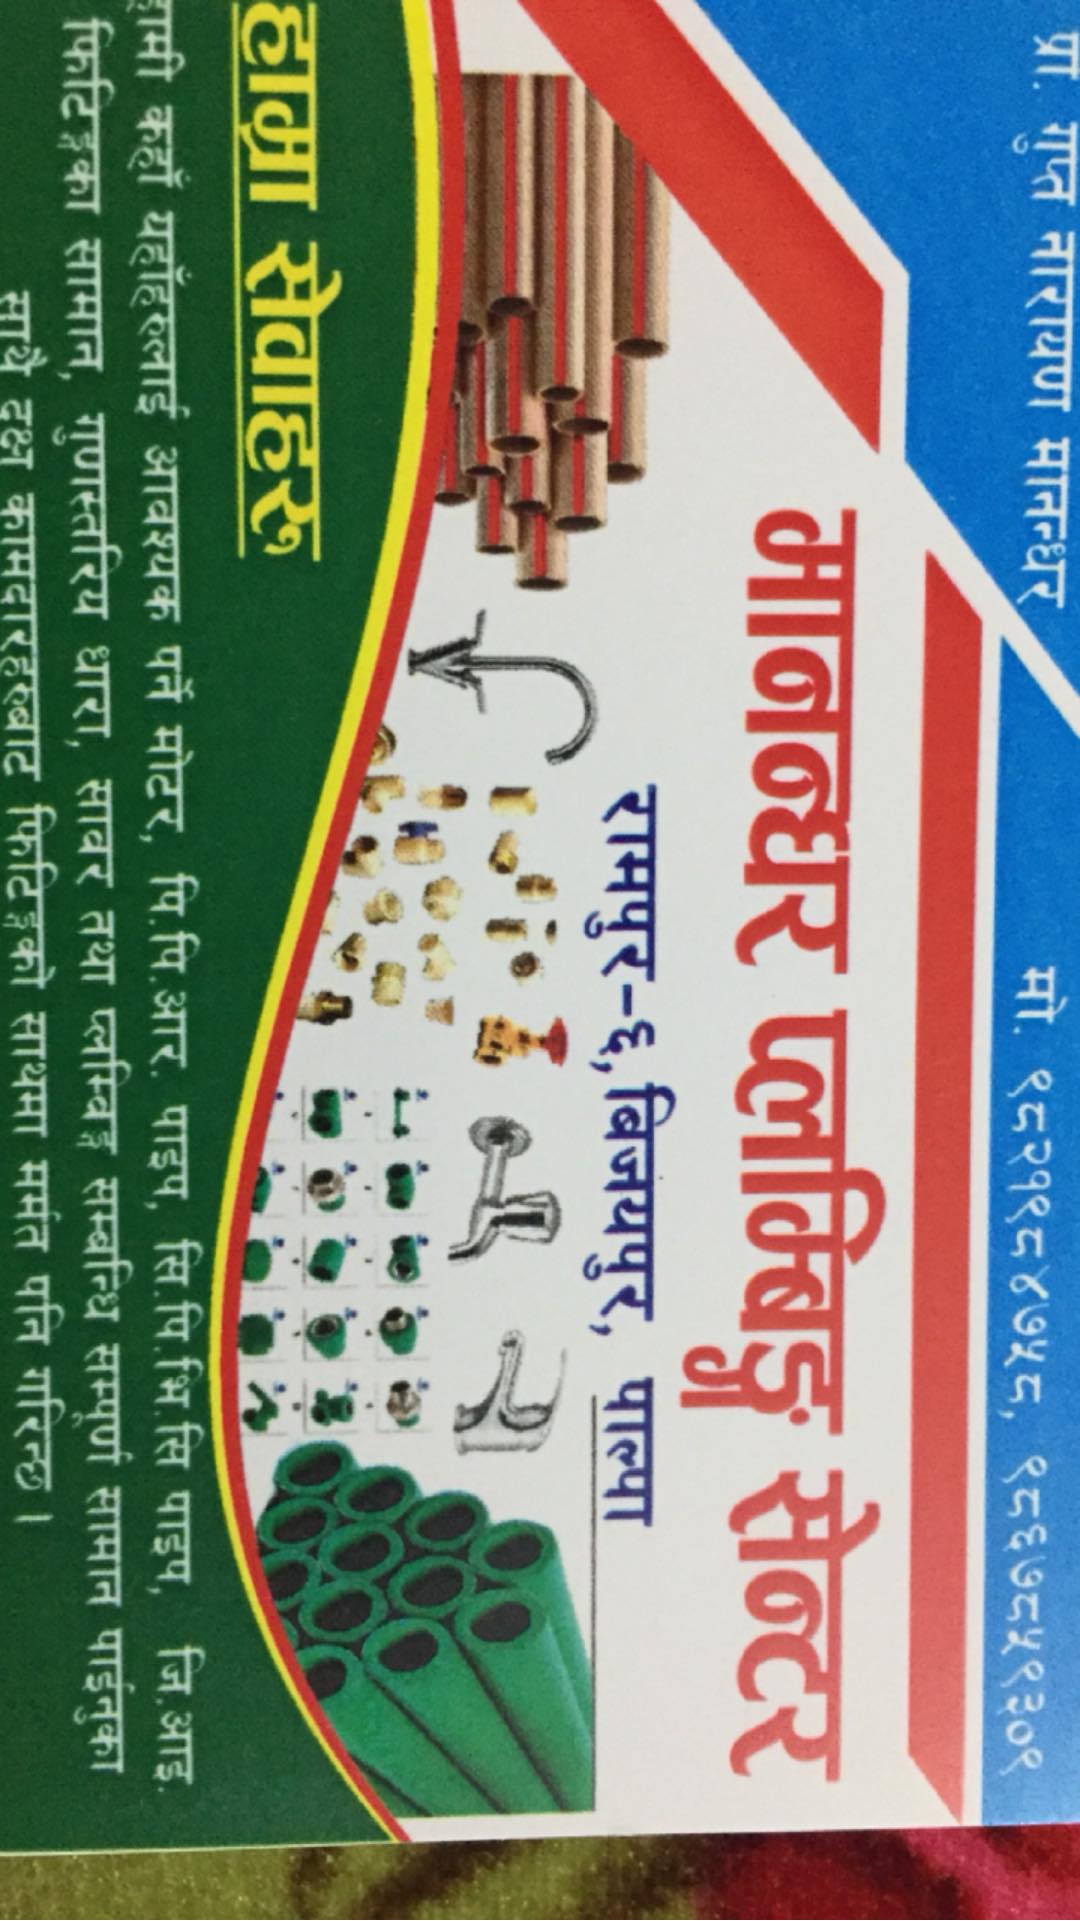 प्रा. गुप्त नारायण मानन्धर
मो. ९८२१९८४७५८, ९८६७८५९३०९
मानन्धर प्लम्बिङ्ग सेन्टर
रामपुर-६, बिजयपुर, पाल्पा
हाम्रा सेवाहरु
हामी कहाँ यहाँहरुलाई आवश्यक पर्ने मोटर, पि.पि.आर. पाइप, सि.पि.भि.सि पाइप, जि.आइ.
फिटिङ्गका सामान, गुणस्तरिय धारा, सावर तथा प्लम्विङ्ग सम्बन्धि सम्पूर्ण सामान पाईनुका
साथै दक्ष कामदारहरुबाट फिटिङ्गको साथमा मर्मत पनि गरिन्छ ।